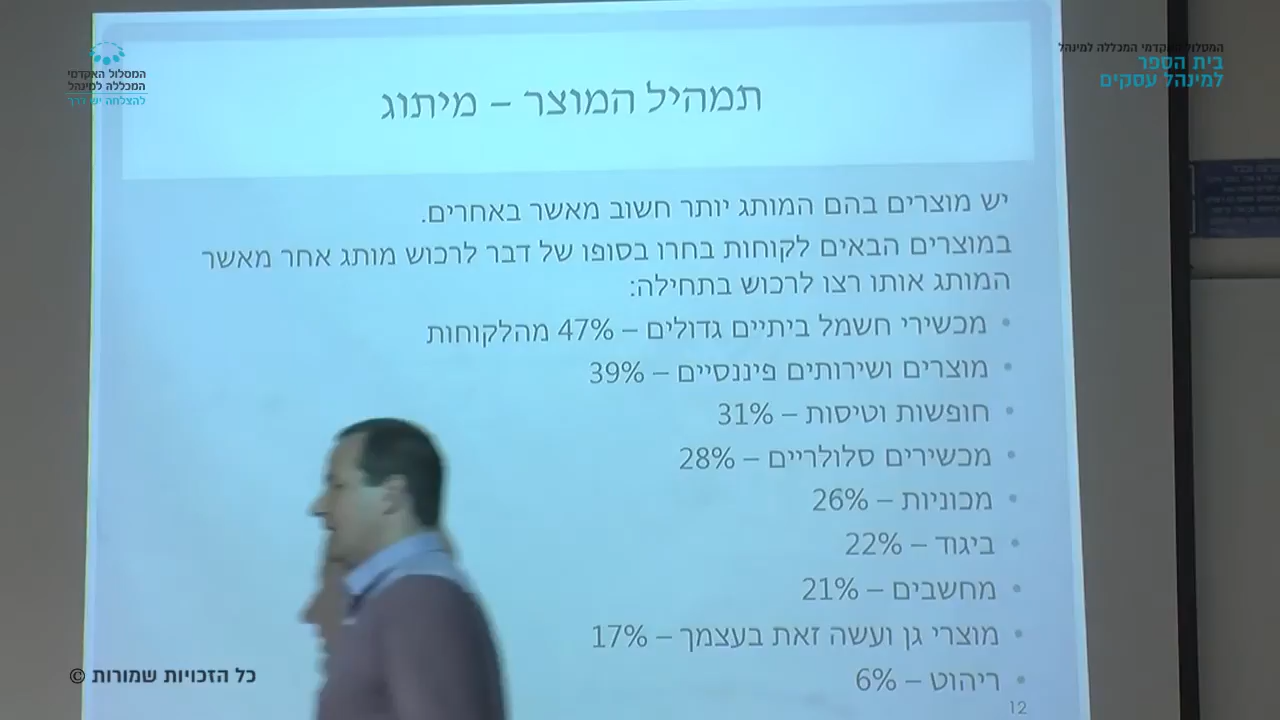 המסלול האקדמי
המכללה למינהל
להצלחה יש דרך
המסלול האקדמי המכללה למינהל
בית הספר
למינהל עסקים
תמהיל המוצר – מיתוג
יש מוצרים בהם המותג יותר חשוב מאשר באחרים.
במוצרים הבאים לקוחות בחרו בסופו של דבר לרכוש מותג אחר מאשר
המותג אותו רצו לרכוש בתחילה:
• מכשירי חשמל ביתיים גדולים – 47% מהלקוחות
• מוצרים ושירותים פיננסיים – 39%
• חופשות וטיסות – 31%
• מכשירים סלולריים – 28%
• מכוניות – 26%
• ביגוד – 22%
• מחשבים – 21%
• מוצרי גן ועשה זאת בעצמך – 17%
• ריהוט – 6%
12
כל הזכויות שמורות ©